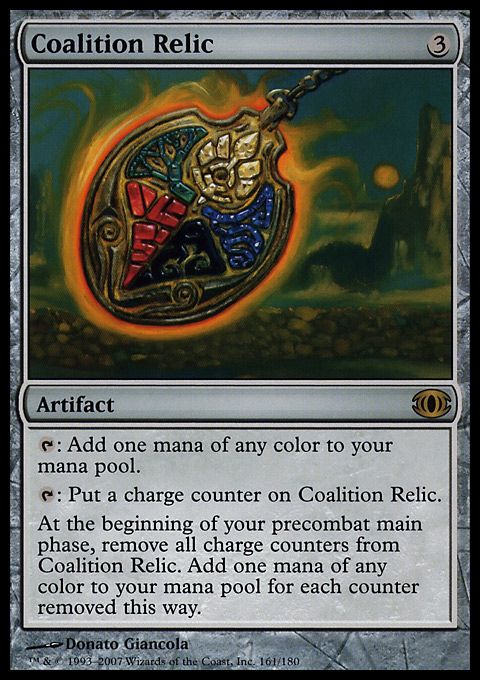 Coalition Relic 3
Artifact
: Add one mana of any color to your
mana pool.
: Put a charge counter on Coalition Relic.
At the beginning of your precombat main
phase, remove all charge counters from
Coalition Relic. Add one mana of any
color to your mana pool for each counter
removed this way.
Donato Giancola
™ & © 1993–2007 Wizards of the Coast, Inc. 161/180